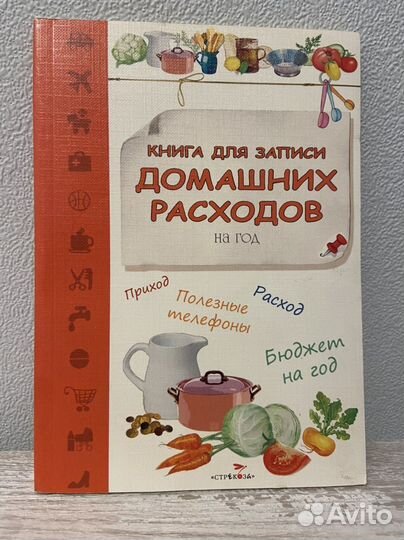 КНИГА ДЛЯ ЗАПИСИ
ДОМАШНИХ
РАСХОДОВ
на год
Приход
Полезные
телефоны
Расход
Бюджет
на год
«СТРЕКОЗА»
Avito